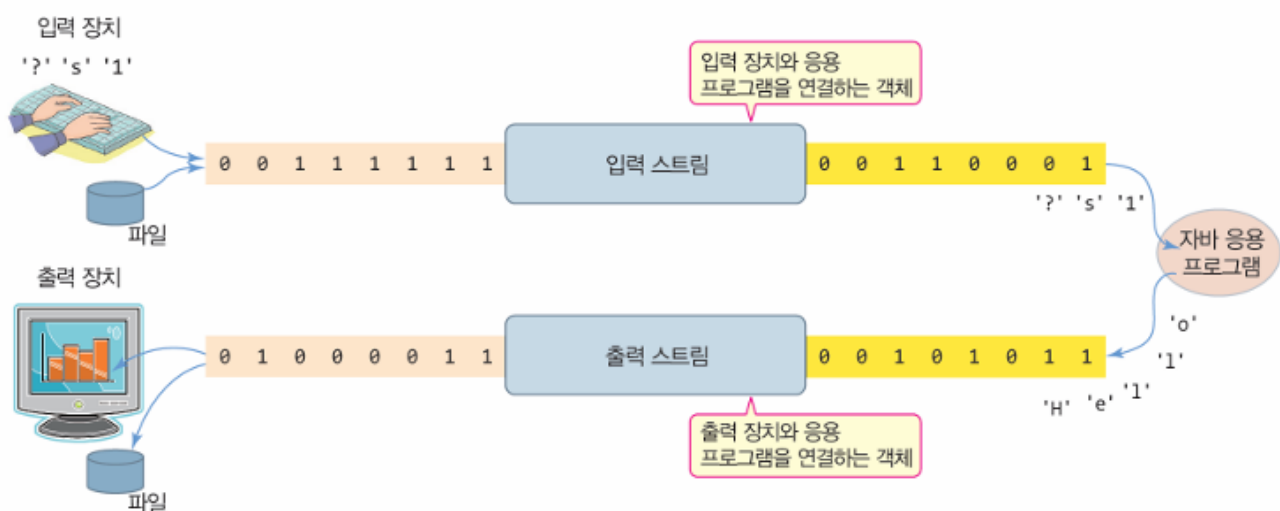 입력 장치
'?' 's' '1'
입력 장치와 응용
프로그램을 연결하는 객체
0 0 1 1 1 1 1 1
입력 스트림
0 0 1 1 0 0 0 1
'?' 's' '1'
파일
자바 응용
프로그램
출력 장치
0 1 0 0 0 0 1 1
출력 스트림
0 0 1 0 1 0 1 1
'o'
'l'
'l'
'e'
'H'
출력 장치와 응용
프로그램을 연결하는 객체
파일